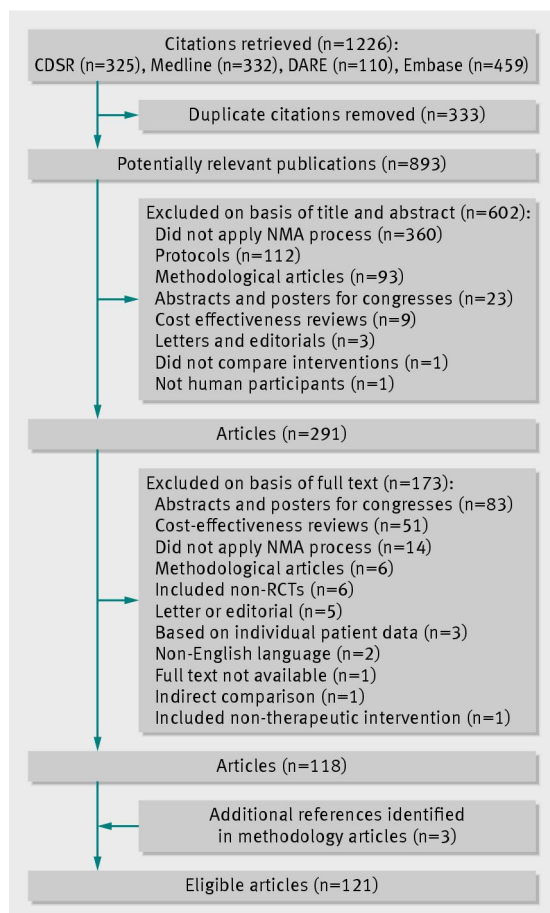 Citations retrieved (n=1226):
CDSR (n=325), Medline (n=332), DARE (n=110), Embase (n=459)
Duplicate citations removed (n=333)
Potentially relevant publications (n=893)
Excluded on basis of title and abstract (n=602):
Did not apply NMA process (n=360)
Protocols (n=112)
Methodological articles (n=93)
Abstracts and posters for congresses (n=23)
Cost effectiveness reviews (n=9)
Letters and editorials (n=3)
Did not compare interventions (n=1)
Not human participants (n=1)
Articles (n=291)
Excluded on basis of full text (n=173):
Abstracts and posters for congresses (n=83)
Cost-effectiveness reviews (n=51)
Did not apply NMA process (n=14)
Methodological articles (n=6)
Included non-RCTs (n=6)
Letter or editorial (n=5)
Based on individual patient data (n=3)
Non-English language (n=2)
Full text not available (n=1)
Indirect comparison (n=1)
Included non-therapeutic intervention (n=1)
Articles (n=118)
Additional references identified
in methodology articles (n=3)
Eligible articles (n=121)